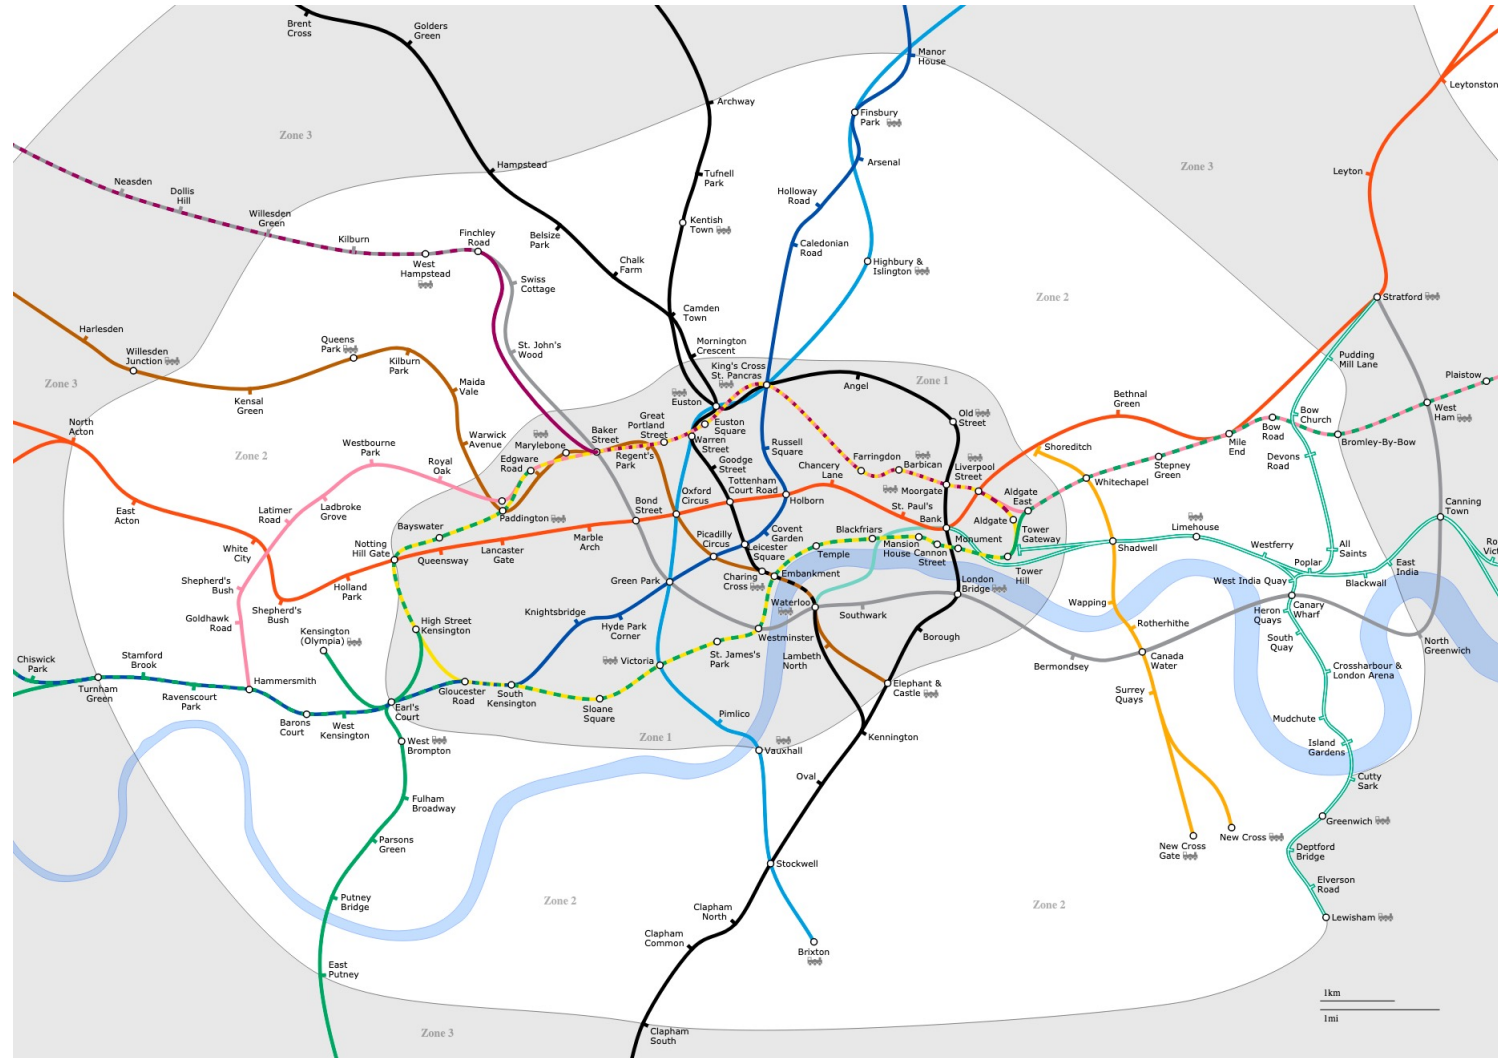 Brent
Cross
Golders
Green
Manor
House
Leytonston
Archway
Finsbury
Park
Zone 3
Zone 3
Hampstead
Arsenal
Tufnell
Park
Leyton
Neasden
Dollis
Hill
Holloway
Road
Willesden
Green
Kentish
Town
Kilburn
Finchley
Road
Belsize
Park
Caledonian
Road
West
Hampstead
Chalk
Farm
Highbury &
Islington
Swiss
Cottage
Zone 2
Stratford
Camden
Town
Harlesden
Willesden
Junction
Queens
Park
Kilburn
Park
St. John's
Wood
Mornington
Crescent
Pudding
Mill Lane
King's Cross
St. Pancras
Zone 3
Zone 1
Plaistow
Kensal
Green
Maida
Vale
Angel
Euston
Bethnal
Green
West
Ham
North
Acton
Great
Portland
Street
Euston
Square
Old
Street
Bow
Church
Baker
Street
Bow
Road
Warwick
Avenue
Marylebone
Warren
Street
Shoreditch
Mile
End
Bromley-By-Bow
Westbourne
Park
Zone 2
Royal
Oak
Edgware
Road
Regent's
Park
Goodge
Street
Russell
Square
Farringdon
Barbican
Liverpool
Street
Devons
Road
Stepney
Green
Tottenham
Court Road
Chancery
Lane
Whitechapel
Moorgate
Aldgate
East
East
Acton
Latimer
Road
Ladbroke
Grove
Bond
Street
Oxford
Circus
Holborn
St. Paul's
Canning
Town
Paddington
Bank
Aldgate
Bayswater
Marble
Arch
Picadilly
Circus
Covent
Garden
Blackfriars
Tower
Gateway
Limehouse
White
City
Notting
Hill Gate
Queensway
Lancaster
Gate
Leicester
Square
Temple
Mansion
House
Cannon
Street
Monument
Shadwell
Westferry
All
Saints
Ro
Vict
Shepherd's
Bush
Holland
Park
Green Park
Charing
Cross
Embankment
Tower
Hill
Poplar
East
India
West India Quay
Blackwall
London
Bridge
Shepherd's
Bush
Knightsbridge
Waterloo
Southwark
Wapping
Heron
Quays
Canary
Wharf
Goldhawk
Road
High Street
Kensington
Hyde Park
Corner
Rotherhithe
Kensington
(Olympia)
Westminster
Borough
South
Quay
North
Greenwich
St. James's
Park
Lambeth
North
Bermondsey
Canada
Water
Chiswick
Park
Stamford
Brook
Victoria
Crossharbour &
London Arena
Turnham
Green
Ravenscourt
Park
Hammersmith
Gloucester
Road
South
Kensington
Elephant &
Castle
Surrey
Quays
Barons
Court
West
Kensington
Earl's
Court
Sloane
Square
Pimlico
Mudchute
West
Brompton
Zone 1
Kennington
Vauxhall
Island
Gardens
Oval
Cutty
Sark
Fulham
Broadway
Greenwich
Parsons
Green
New Cross
Gate
New Cross
Deptford
Bridge
Stockwell
Elverson
Road
Putney
Bridge
Zone 2
Clapham
North
Zone 2
Lewisham
Clapham
Common
Brixton
East
Putney
1km
1mi
Zone 3
Clapham
South